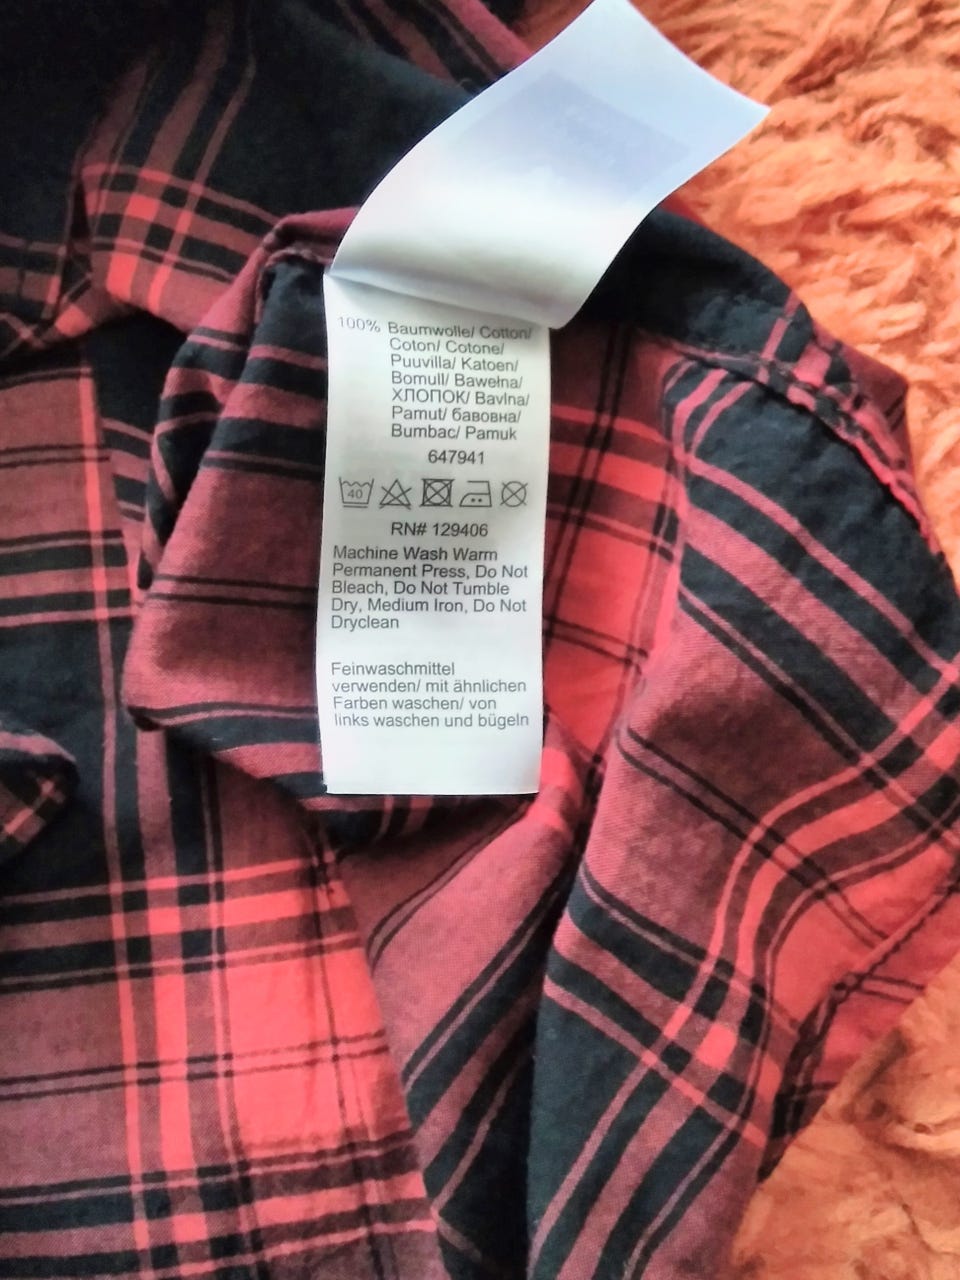 100% Baumwolle/ Cotton/
Coton/ Cotone/
Puuvilla/ Katoen/
Bomull/ Bawełna/
ХЛОПОК/ Bavlna/
Pamut/ бавовна/
Bumbac/ Pamuk
647941
40
RN# 129406
Machine Wash Warm
Permanent Press, Do Not
Bleach, Do Not Tumble
Dry, Medium Iron, Do Not
Dryclean
Feinwaschmittel
verwenden/ mit ähnlichen
Farben waschen/ von
links waschen und bügeln